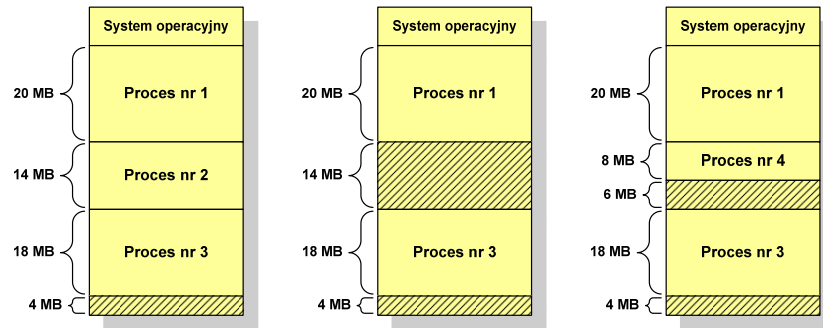 System operacyjny
20 MB
Proces nr 1
14 MB
Proces nr 2
18 MB
Proces nr 3
4 MB
System operacyjny
20 MB
Proces nr 1
14 MB
18 MB
Proces nr 3
4 MB
System operacyjny
20 MB
Proces nr 1
8 MB
Proces nr 4
6 MB
18 MB
Proces nr 3
4 MB